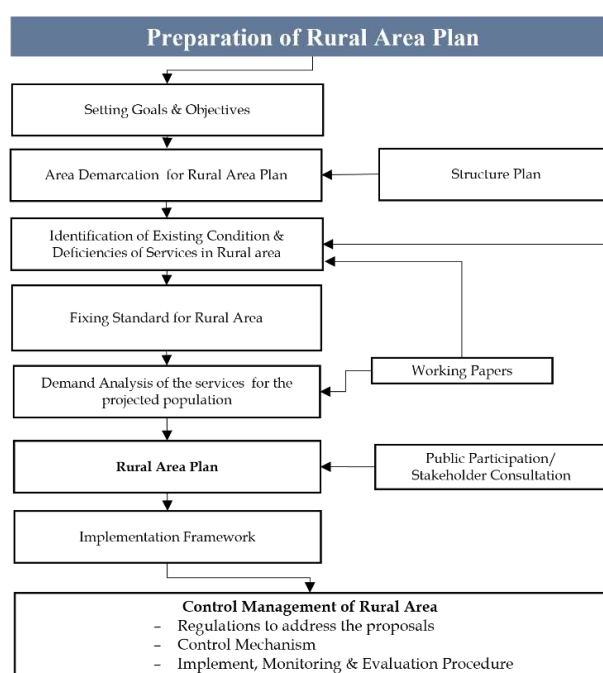 Preparation of Rural Area Plan
Setting Goals & Objectives
Area Demarcation for Rural Area Plan
Structure Plan
Identification of Existing Condition &
Deficiencies of Services in Rural area
Fixing Standard for Rural Area
Working Papers
Demand Analysis of the services for the
projected population
Rural Area Plan
Public Participation/
Stakeholder Consultation
Implementation Framework
Control Management of Rural Area
– Regulations to address the proposals
– Control Mechanism
– Implement, Monitoring & Evaluation Procedure